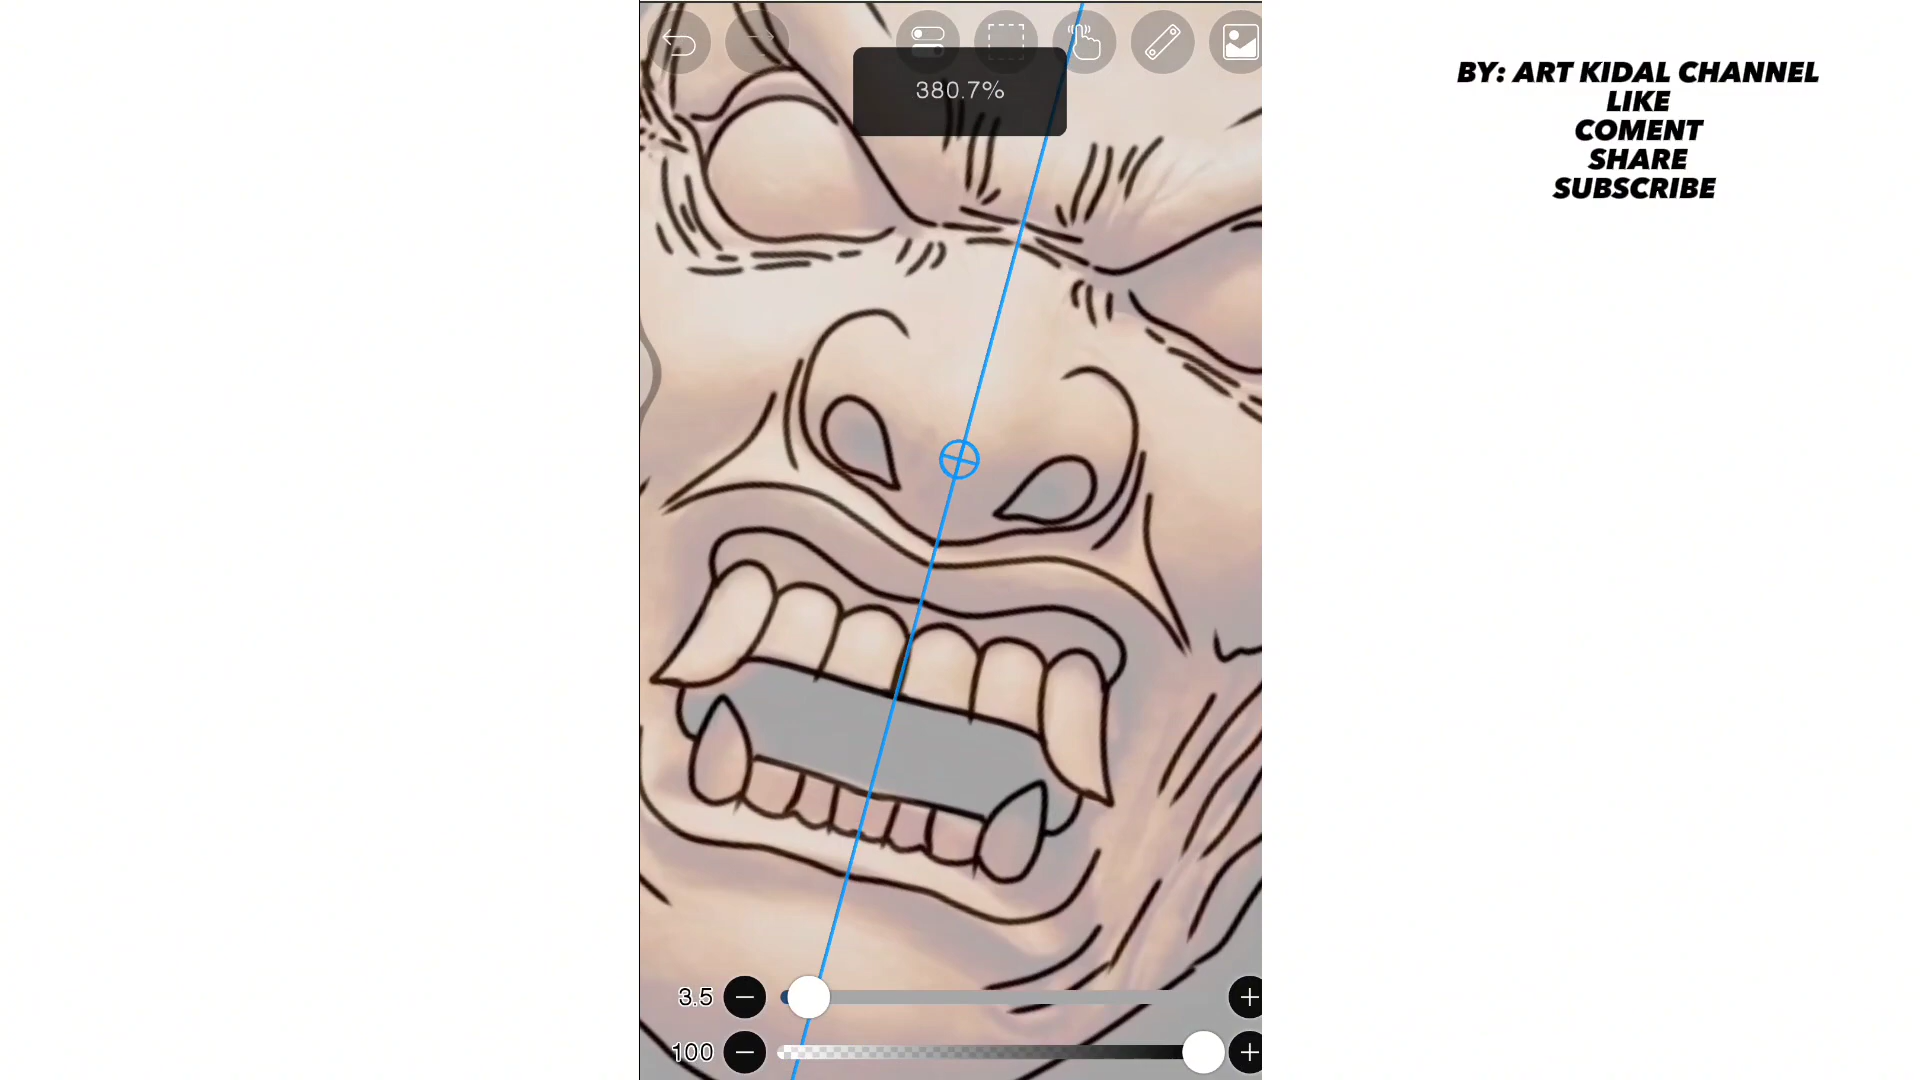 380.7%
BY: ART KIDAL CHANNEL
LIKE
COMENT
SHARE
SUBSCRIBE
3.5
100